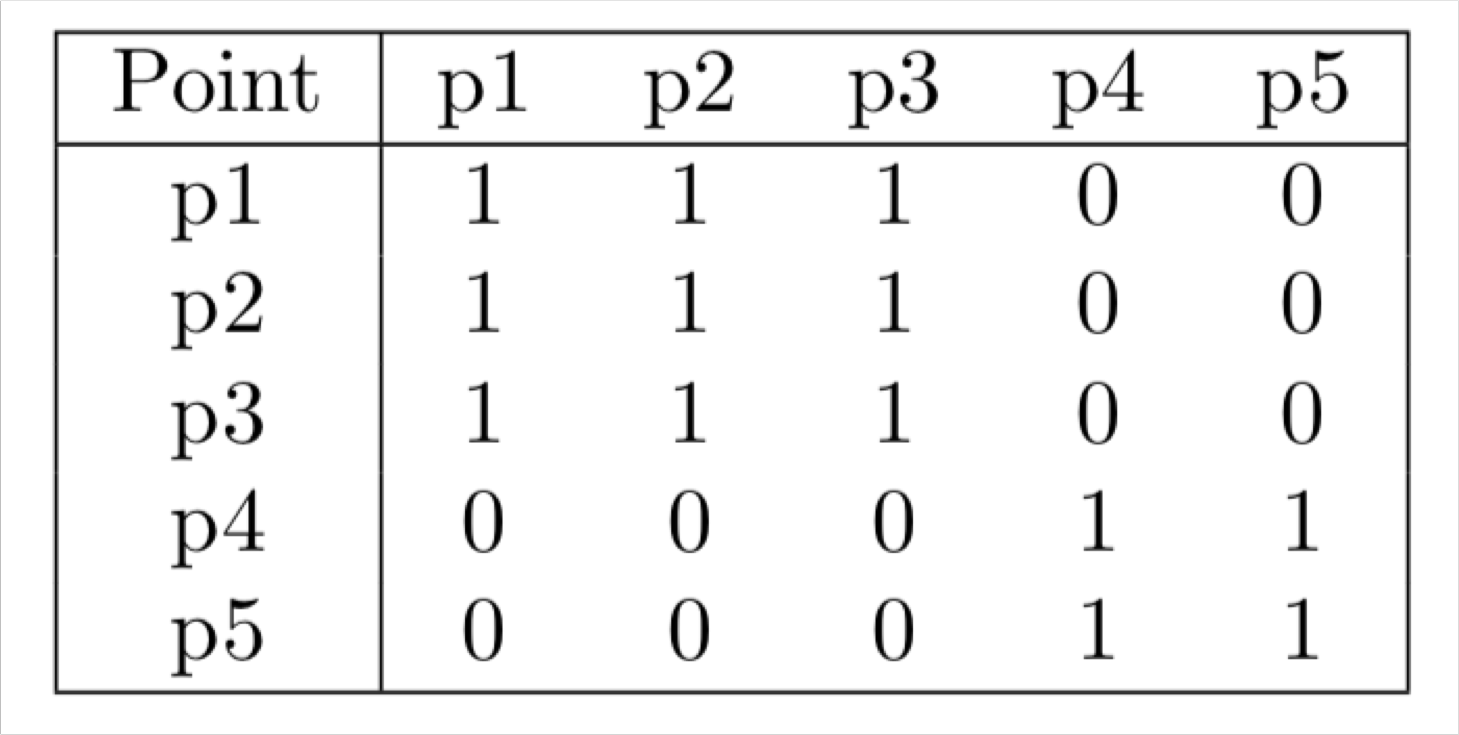 Point p1 p2 p3 p4 p5
p1 1 1 1 0 0
p2 1 1 1 0 0
p3 1 1 1 0 0
p4 0 0 0 1 1
p5 0 0 0 1 1